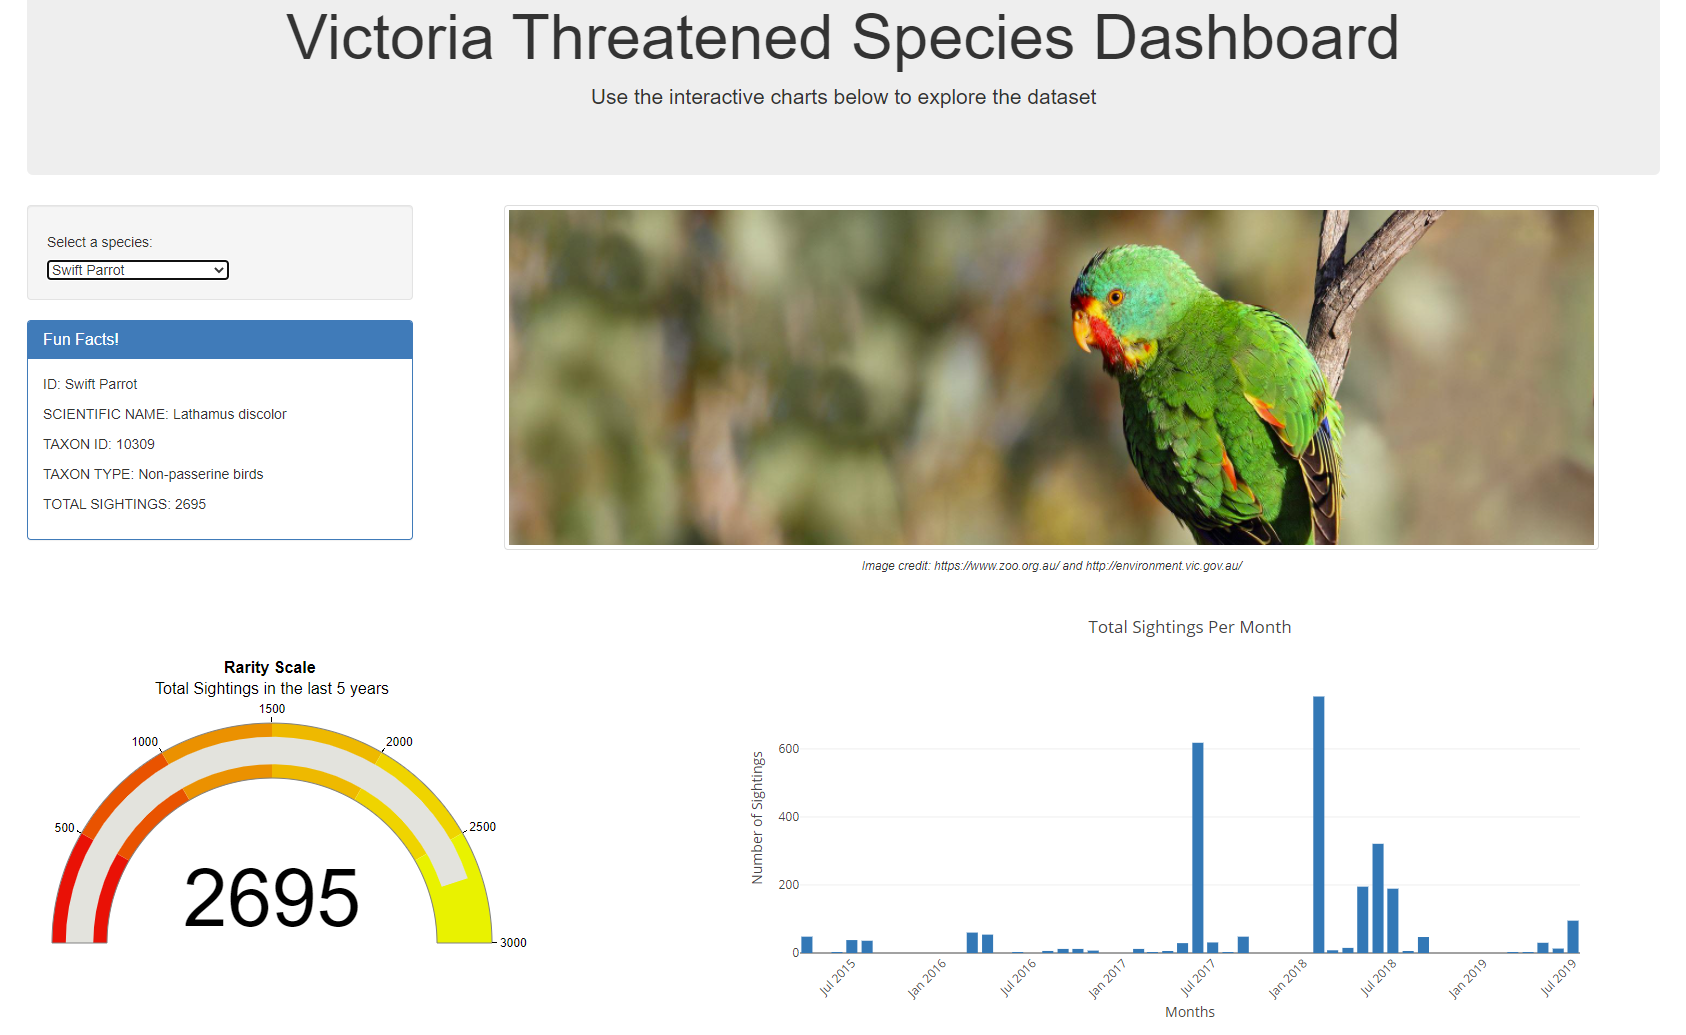 Victoria Threatened Species Dashboard
Use the interactive charts below to explore the dataset
Select a species:
Swift Parrot
Fun Facts!
ID: Swift Parrot
SCIENTIFIC NAME: Lathamus discolor
TAXON ID: 10309
TAXON TYPE: Non-passerine birds
TOTAL SIGHTINGS: 2695
Image credit: https://www.zoo.org.au/ and http://environment.vic.gov.au/
Rarity Scale
Total Sightings in the last 5 years
500
1000
1500
2000
2500
3000
2695
Total Sightings Per Month
Number of Sightings
600
400
200
0
Jul 2015
Jan 2016
Jul 2016
Jan 2017
Jul 2017
Jan 2018
Jul 2018
Jan 2019
Jul 2019
Months